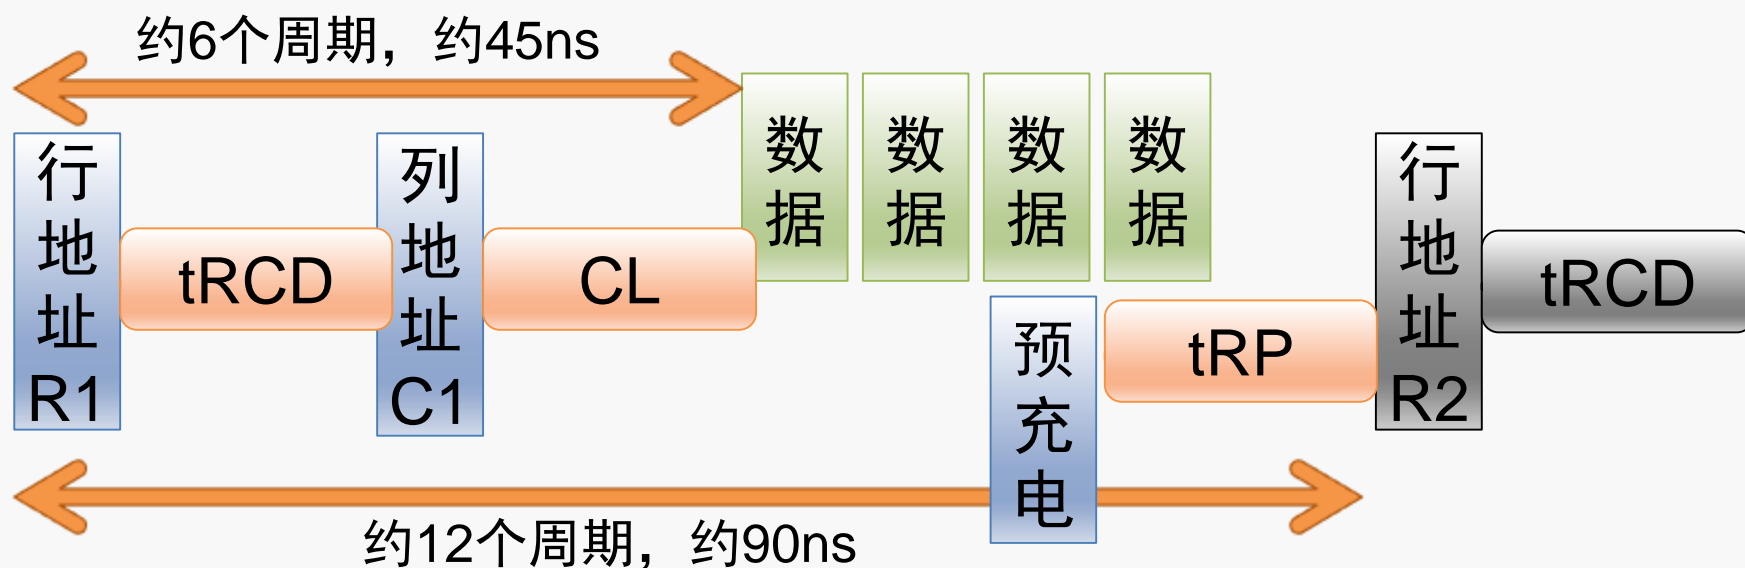 约6个周期，约45ns
行地址R1
tRCD
列地址C1
CL
数据
数据
数据
数据
预充电
tRP
行地址R2
tRCD
约12个周期，约90ns